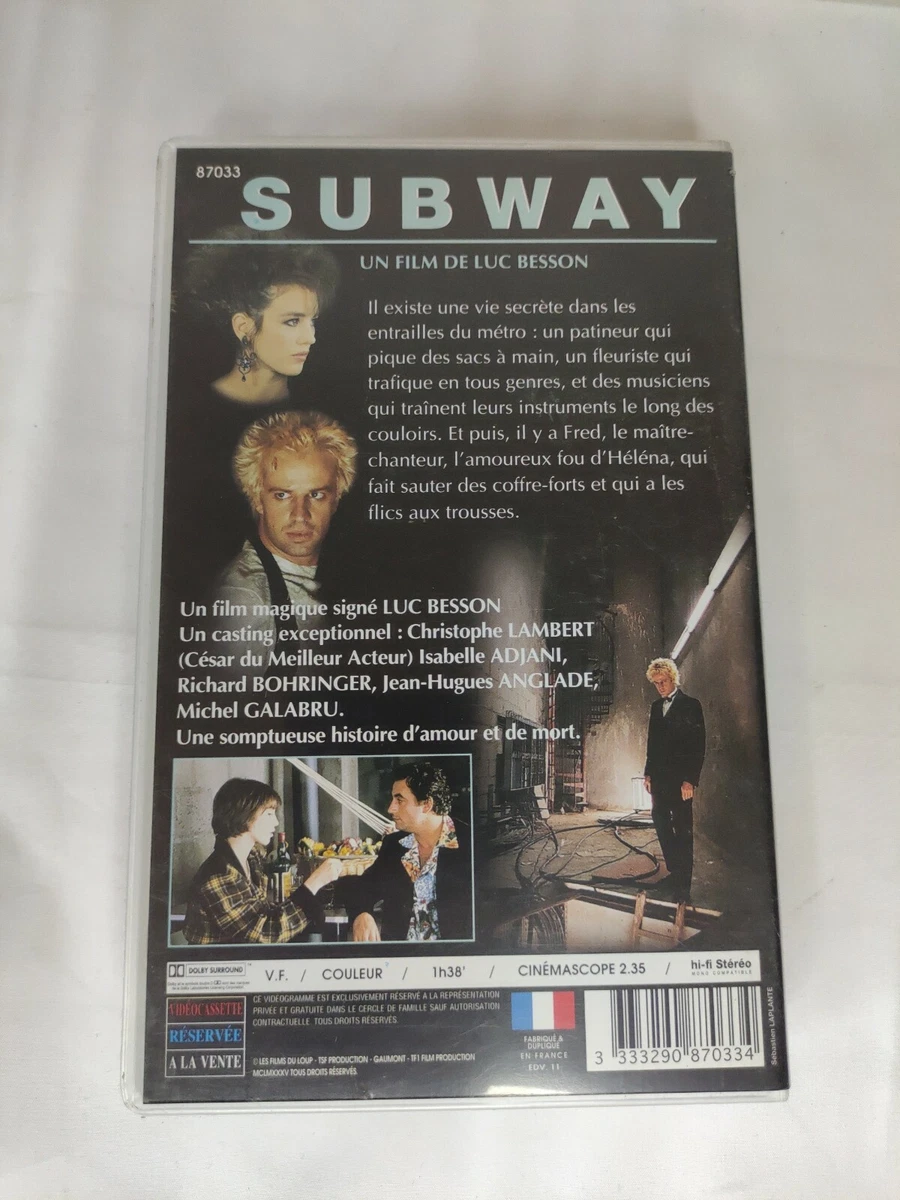 87033
SUBWAY
UN FILM DE LUC BESSON
Il existe une vie secrète dans les
entrailles du métro : un patineur qui
pique des sacs à main, un fleuriste qui
trafique en tous genres, et des musiciens
qui traînent leurs instruments le long des
couloirs. Et puis, il y a Fred, le maître-
chanteur, l'amoureux fou d'Héléna, qui
fait sauter des coffre-forts et qui a les
flics aux trousses.
Un film magique signé LUC BESSON
Un casting exceptionnel : Christophe LAMBERT
(César du Meilleur Acteur) Isabelle ADJANI,
Richard BOHRINGER, Jean-Hugues ANGLADE,
Michel GALABRU.
Une somptueuse histoire d'amour et de mort.
DOLBY SURROUND
V.F. / COULEUR / 1h38' / CINÉMASCOPE 2.35 / hi-fi Stéréo
MONO COMPATIBLE
VIDÉOCASSETTE
RÉSERVÉE
A LA VENTE
CE VIDEOGRAMME EST EXCLUSIVEMENT RÉSERVÉ A LA REPRÉSENTATION
PRIVÉE ET GRATUITE DANS LE CERCLE DE FAMILLE SAUF AUTORISATION
CONTRACTUELLE TOUS DROITS RÉSERVÉS.
© LES FILMS DU LOUP - TSF PRODUCTION - GAUMONT - TF1 FILM PRODUCTION
MCMLXXXV TOUS DROITS RÉSERVÉS.
FABRIQUÉ &
DUPLIQUÉ
EN FRANCE
EDV. 11
3 333290 870334
Sébastien LAPLANTE